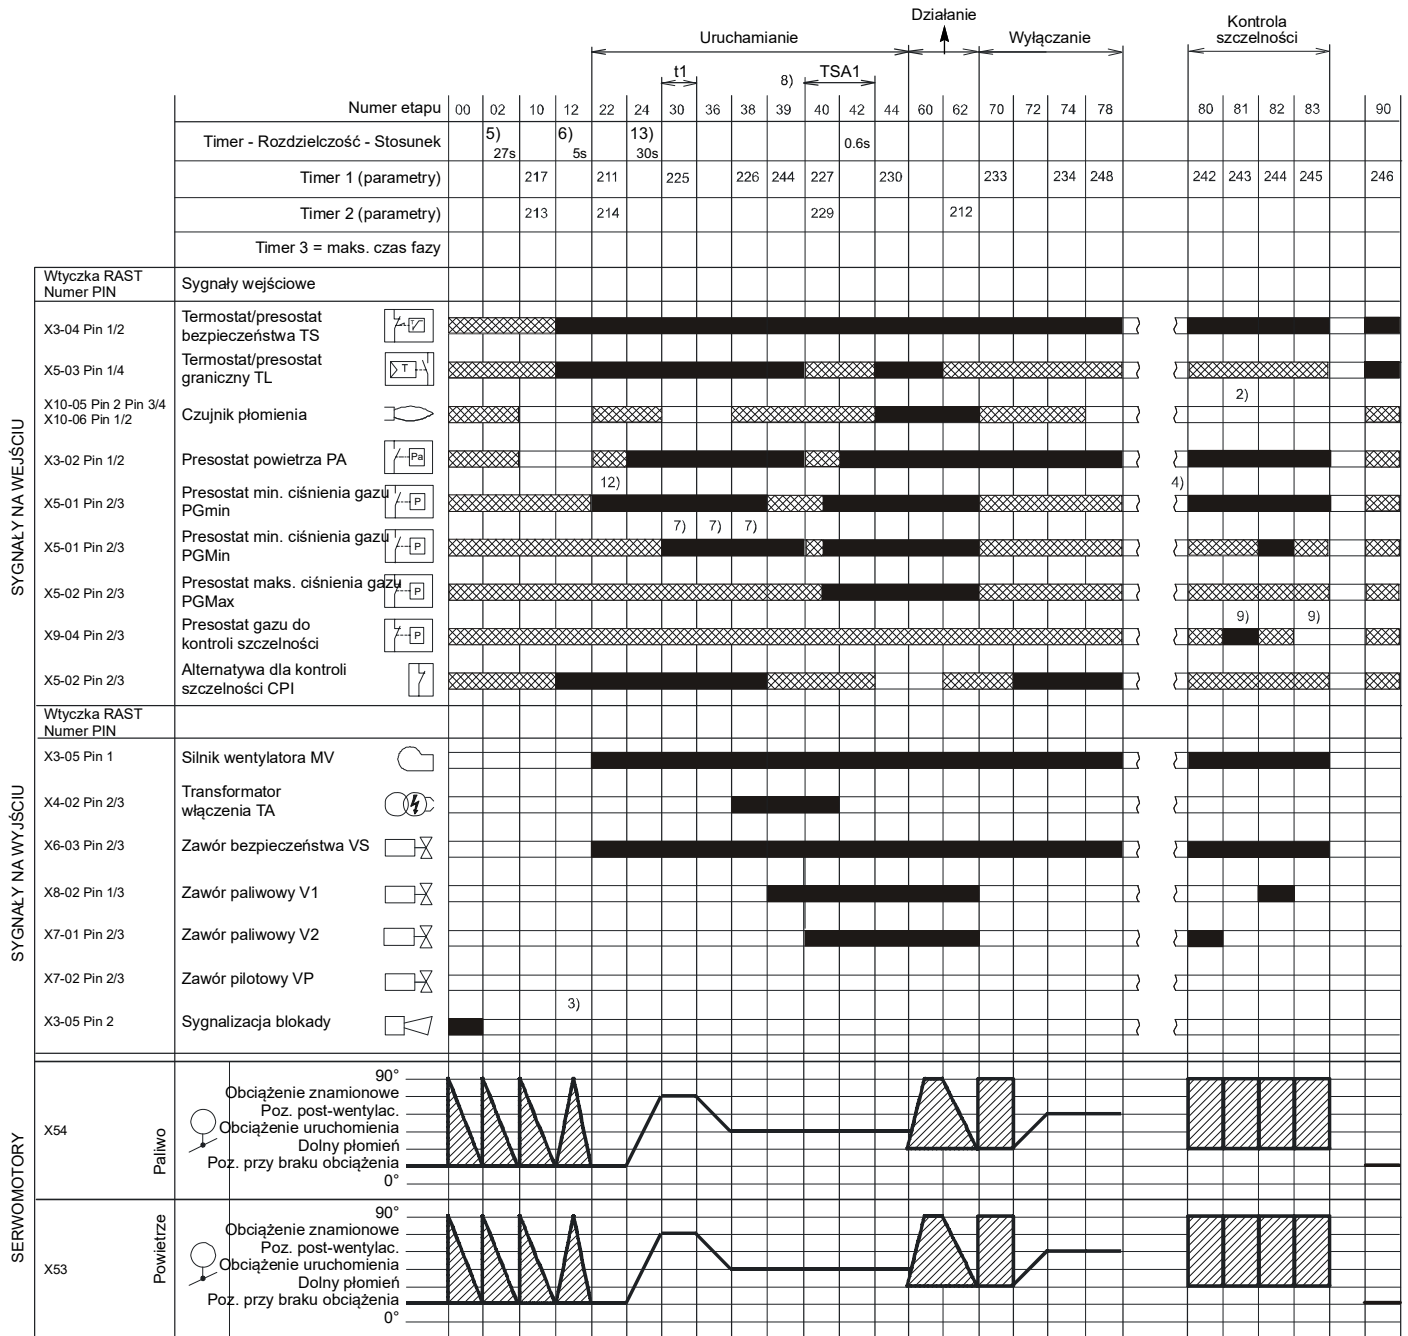 Działanie
Uruchamianie
Wyłączanie
Kontrola
szczelności
t1
8)
TSA1
Numer etapu 00 02 10 12 22 24 30 36 38 39 40 42 44 60 62 70 72 74 78 80 81 82 83 90
Timer - Rozdzielczość - Stosunek 5) 27s 6) 5s 13) 30s 0.6s
Timer 1 (parametry) 217 211 225 226 244 227 230 233 234 248 242 243 244 245 246
Timer 2 (parametry) 213 214 229 212
Timer 3 = maks. czas fazy
SYGNAŁY NA WEJŚCIU
Wtyczka RAST
Numer PIN
Sygnały wejściowe
X3-04 Pin 1/2
Termostat/presostat
bezpieczeństwa TS
X5-03 Pin 1/4
Termostat/presostat
graniczny TL
T
X10-05 Pin 2 Pin 3/4
X10-06 Pin 1/2
Czujnik płomienia
2)
X3-02 Pin 1/2
Presostat powietrza PA
Pa
12)
4)
X5-01 Pin 2/3
Presostat min. ciśnienia gazu
PGmin
P
7) 7) 7)
X5-01 Pin 2/3
Presostat min. ciśnienia gazu
PGMin
P
X5-02 Pin 2/3
Presostat maks. ciśnienia gazu
PGMax
P
9) 9)
X9-04 Pin 2/3
Presostat gazu do
kontroli szczelności
P
X5-02 Pin 2/3
Alternatywa dla kontroli
szczelności CPI
SYGNAŁY NA WYJŚCIU
Wtyczka RAST
Numer PIN
X3-05 Pin 1
Silnik wentylatora MV
X4-02 Pin 2/3
Transformator
włączenia TA
X6-03 Pin 2/3
Zawór bezpieczeństwa VS
X8-02 Pin 1/3
Zawór paliwowy V1
X7-01 Pin 2/3
Zawór paliwowy V2
X7-02 Pin 2/3
Zawór pilotowy VP
3)
X3-05 Pin 2
Sygnalizacja blokady
SERWOMOTORY
X54
Paliwo
90°
Obciążenie znamionowe
Poz. post-wentylac.
Obciążenie uruchomienia
Dolny płomień
Poz. przy braku obciążenia
0°
X53
Powietrze
90°
Obciążenie znamionowe
Poz. post-wentylac.
Obciążenie uruchomienia
Dolny płomień
Poz. przy braku obciążenia
0°